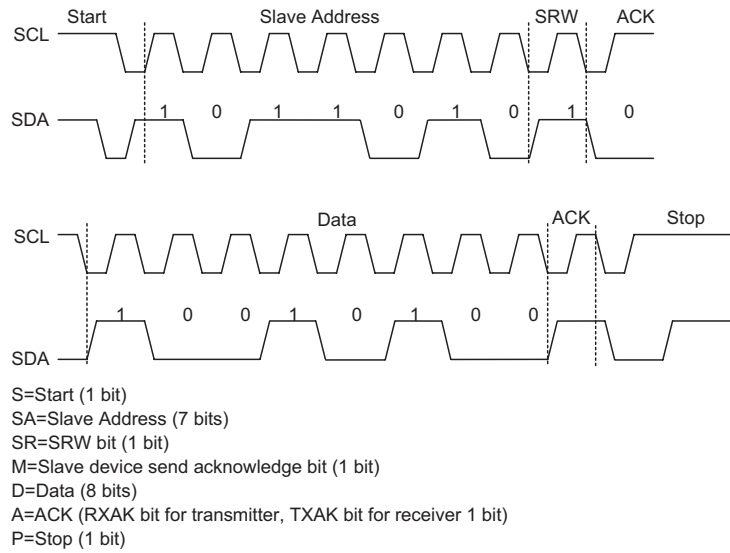 Start Slave Address SRW ACK
SCL
1 0 1 1 0 1 0 1 0
SDA
Data ACK Stop
SCL
1 0 0 1 0 1 0 0
SDA
S=Start (1 bit)
SA=Slave Address (7 bits)
SR=SRW bit (1 bit)
M=Slave device send acknowledge bit (1 bit)
D=Data (8 bits)
A=ACK (RXAK bit for transmitter, TXAK bit for receiver 1 bit)
P=Stop (1 bit)